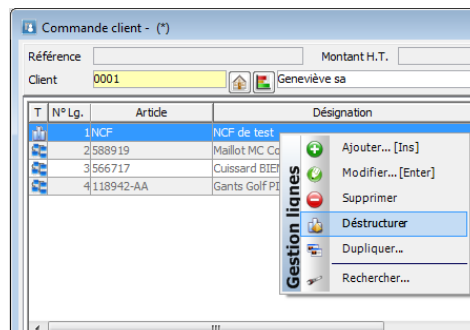 Commande client - (*)
Référence Montant H.T.
Client 0001 Geneviève sa
T N° Lg. Article Désignation
1 NCF NCF de test
2 588919 Maillot MC Co
3 566717 Cuissard BIE
4 118942-AA Gants Golf PI
Gestion lignes
Ajouter... [Ins]
Modifier... [Enter]
Supprimer
Déstructurer
Dupliquer...
Rechercher...